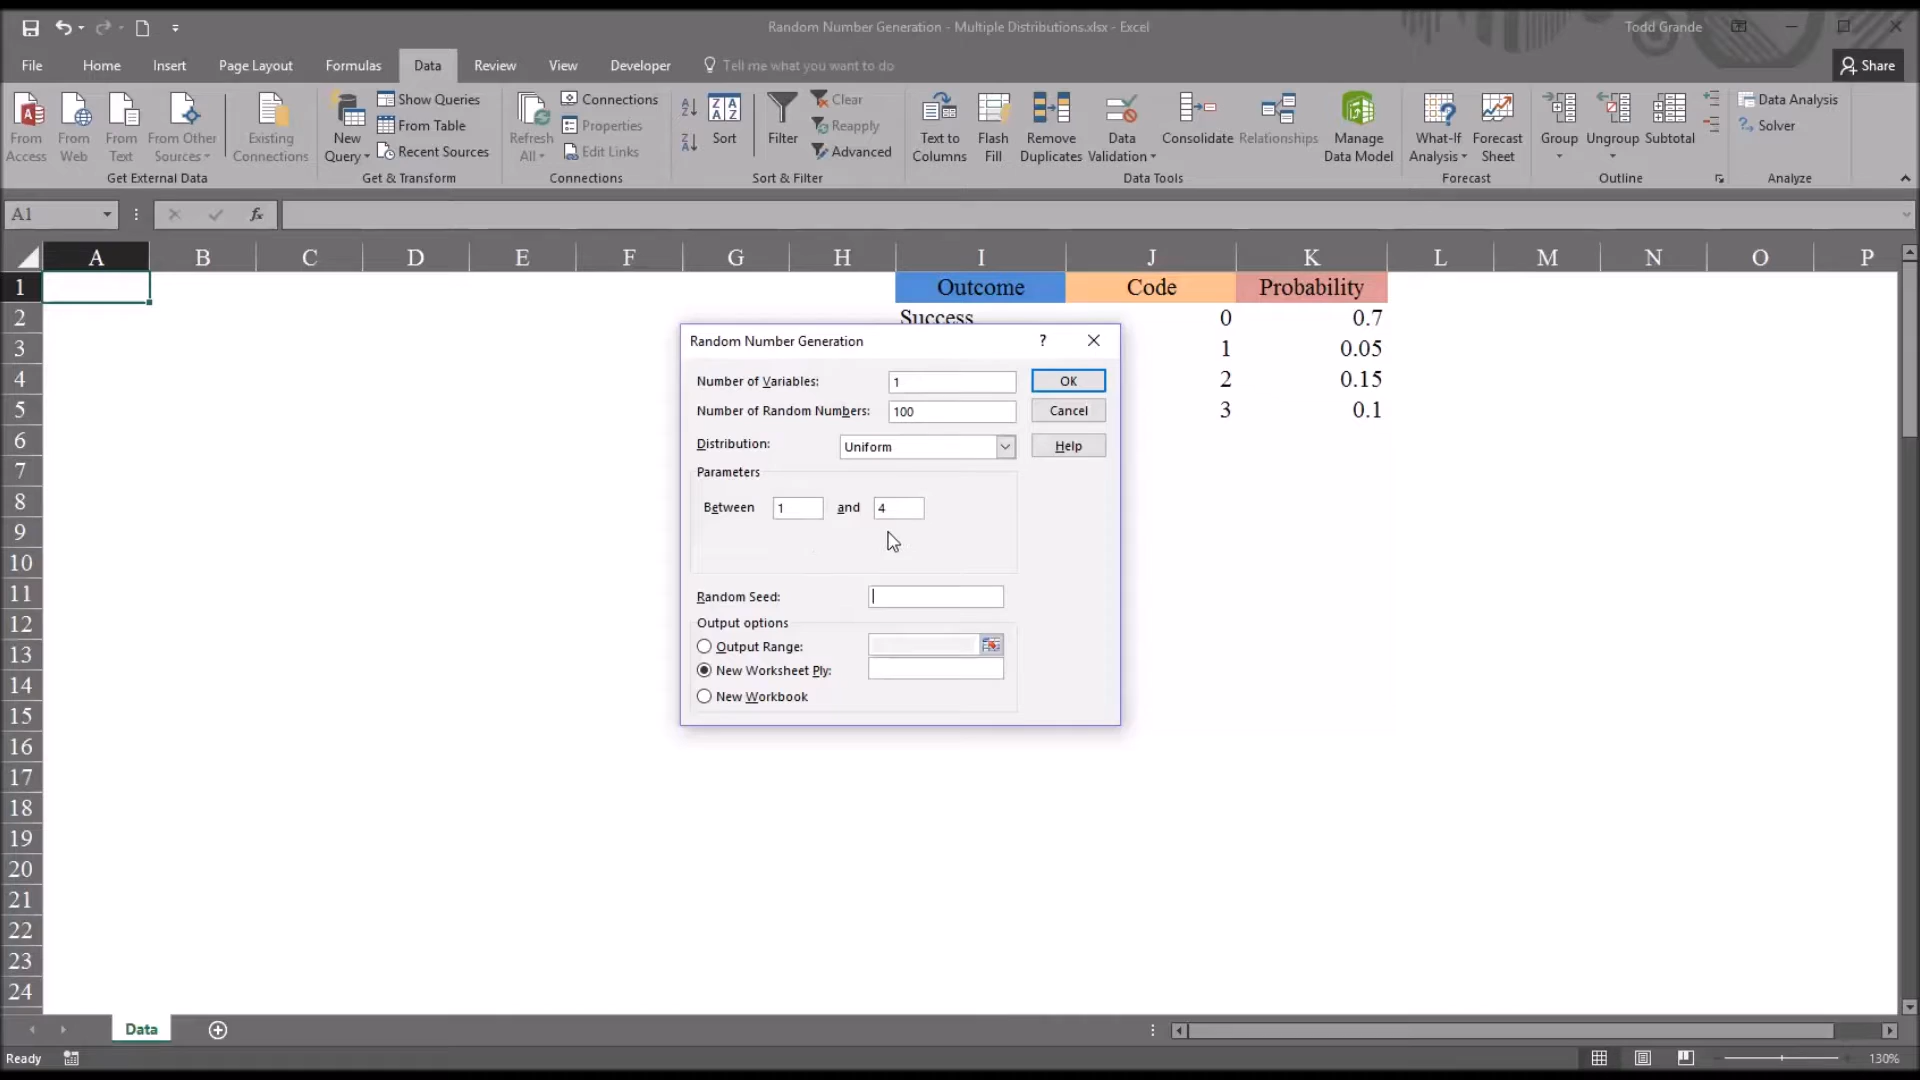 Random Number Generation - Multiple Distributions.xlsx - Excel
Todd Grande
File Home Insert Page Layout Formulas Data Review View Developer Tell me what you want to do Share
From Access
From Web
From Text
From Other Sources
Existing Connections
Get External Data
New Query
Show Queries
From Table
Recent Sources
Get & Transform
Refresh All
Connections
Properties
Edit Links
Connections
Sort
Filter
Clear
Reapply
Advanced
Sort & Filter
Text to Columns
Flash Fill
Remove Duplicates
Data Validation
Consolidate
Relationships
Manage Data Model
Data Tools
What-If Analysis
Forecast Sheet
Forecast
Group
Ungroup
Subtotal
Outline
Data Analysis
Solver
Analyze
A1
fx
A B C D E F G H I J K L M N O P
1 Outcome Code Probability
2 Success 0 0.7
3 1 0.05
4 2 0.15
5 3 0.1
6
7
8
9
10
11
12
13
14
15
16
17
18
19
20
21
22
23
24
Random Number Generation ?
Number of Variables: 1 OK
Number of Random Numbers: 100 Cancel
Distribution: Uniform Help
Parameters
Between 1 and 4
Random Seed:
Output options
Output Range:
New Worksheet Ply:
New Workbook
Data
Ready
130%